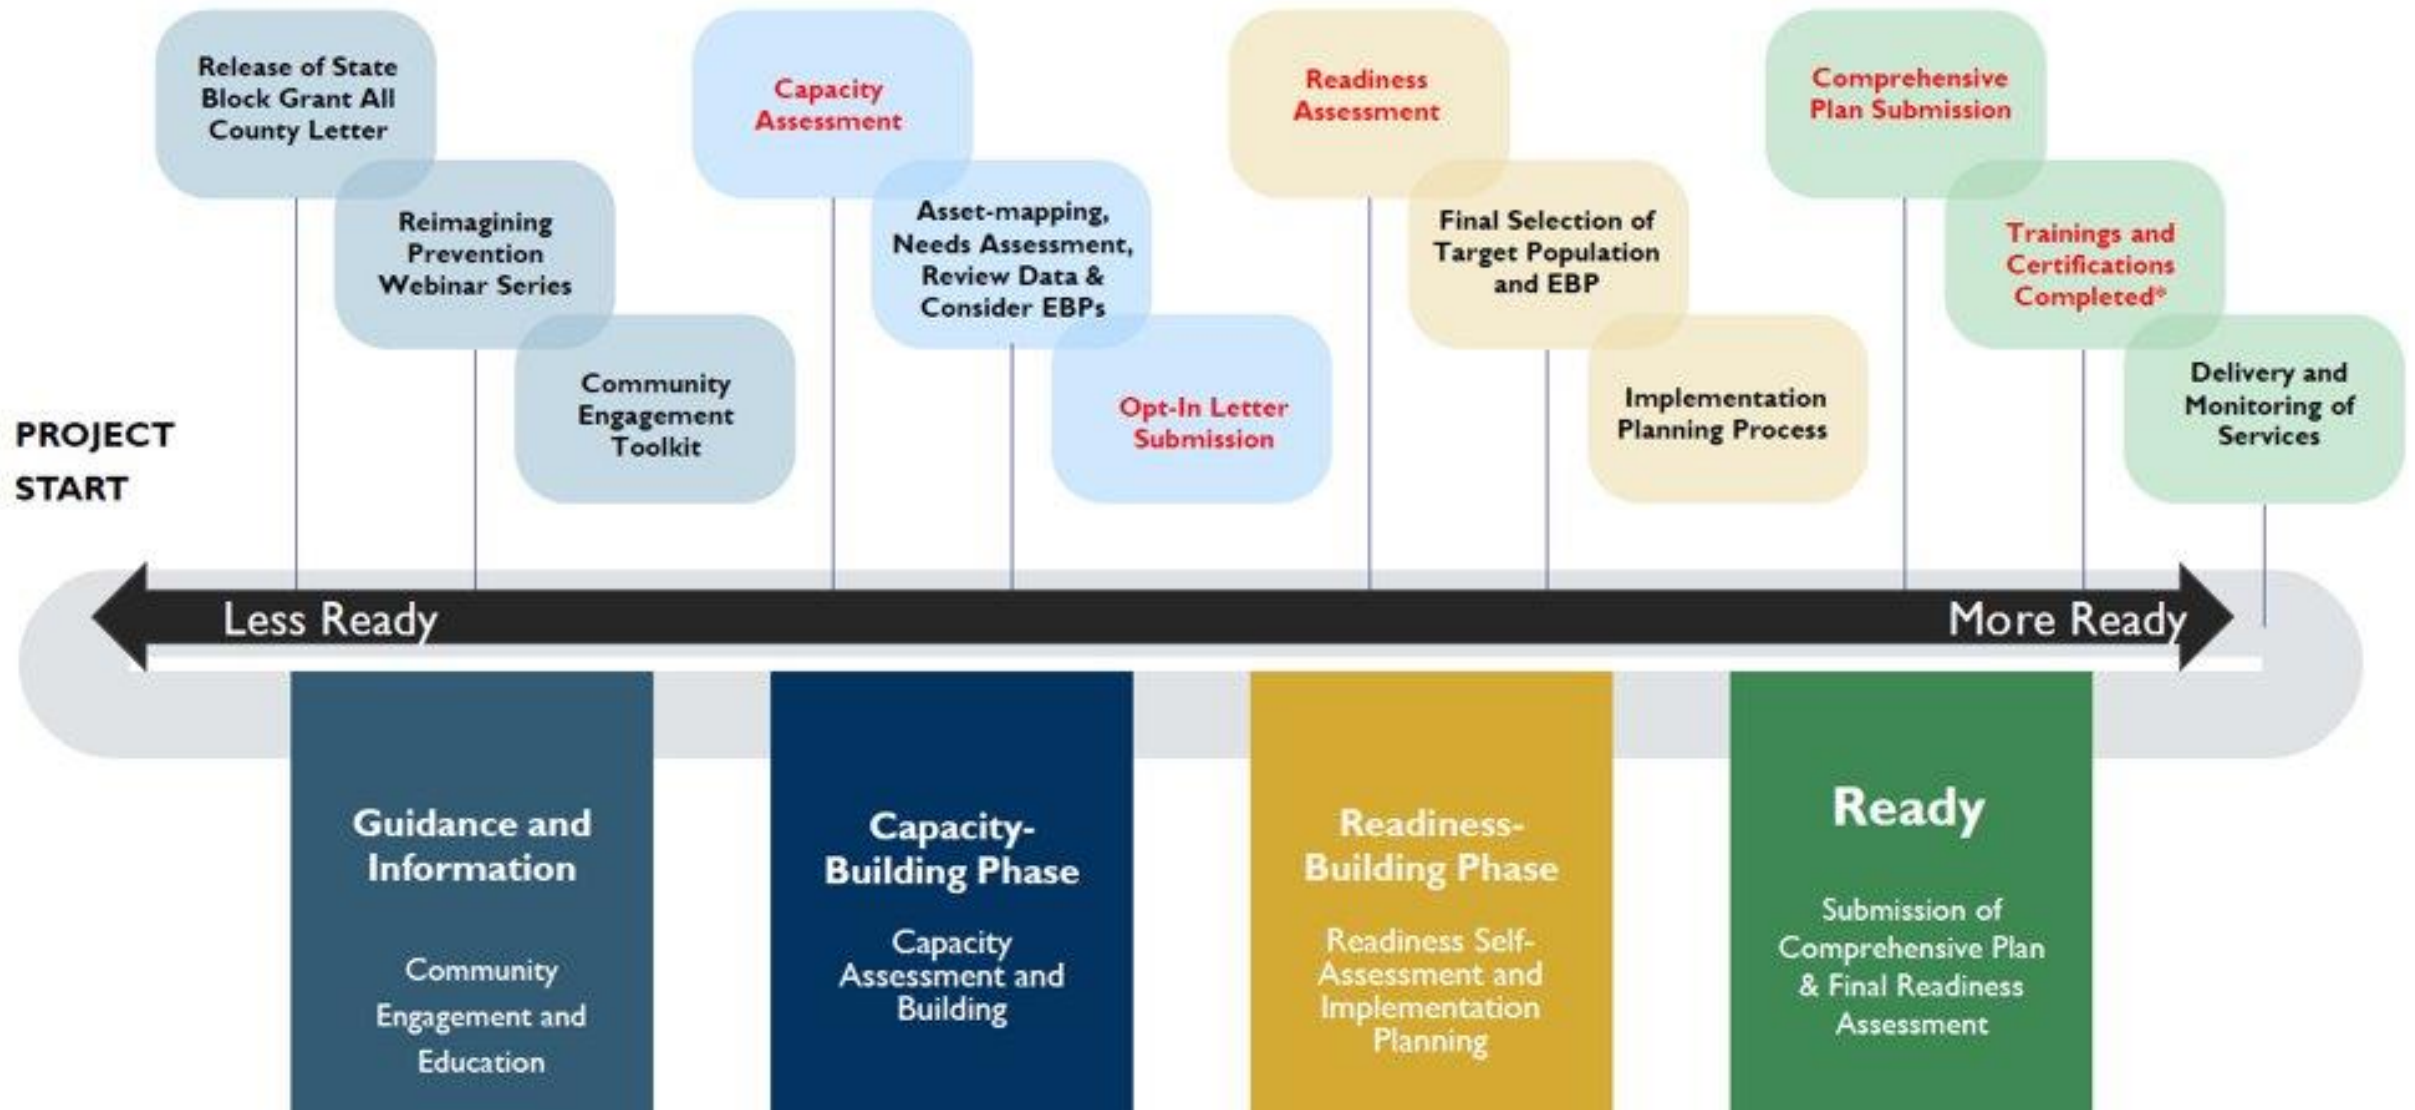 Release of State
Block Grant All
County Letter
Reimagining
Prevention
Webinar Series
Community
Engagement
Toolkit
Capacity
Assessment
Asset-mapping,
Needs Assessment,
Review Data &
Consider EBPs
Opt-In Letter
Submission
Readiness
Assessment
Final Selection of
Target Population
and EBP
Implementation
Planning Process
Comprehensive
Plan Submission
Trainings and
Certifications
Completed*
Delivery and
Monitoring of
Services
PROJECT
START
Less Ready
More Ready
Guidance and
Information
Community
Engagement and
Education
Capacity-
Building Phase
Capacity
Assessment and
Building
Readiness-
Building Phase
Readiness Self-
Assessment and
Implementation
Planning
Ready
Submission of
Comprehensive Plan
& Final Readiness
Assessment